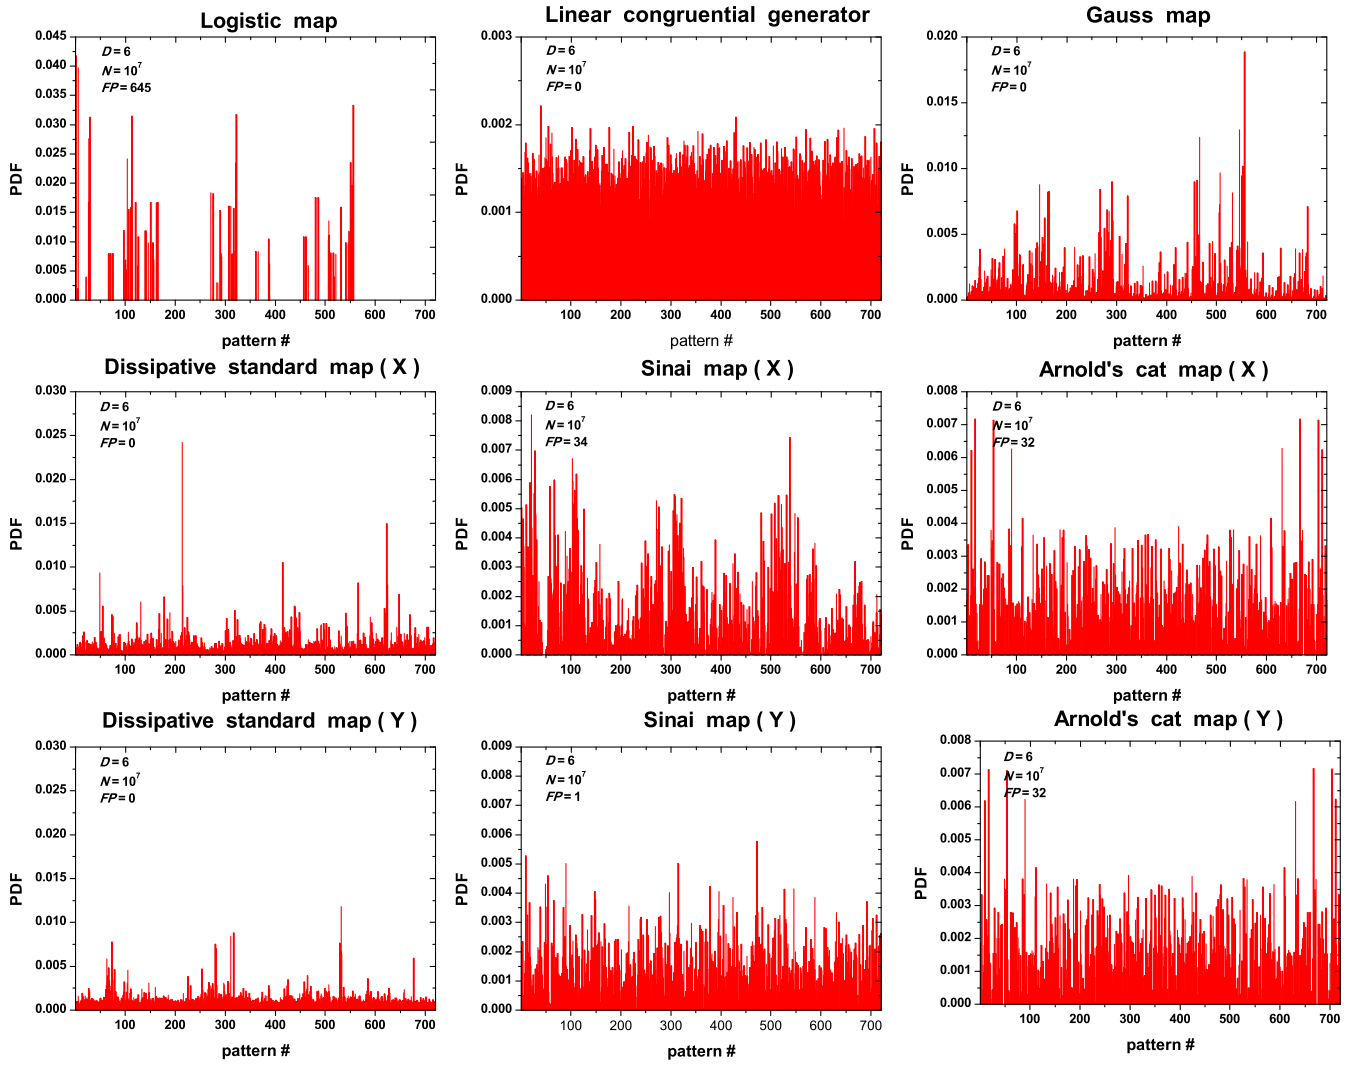 Logistic map
0.045
0.040
0.035
0.030
0.025
0.020
0.015
0.010
0.005
0.000
PDF
D = 6
N = 10^7
FP = 645
100 200 300 400 500 600 700
pattern #
Linear congruential generator
0.003
0.002
0.001
0.000
PDF
D = 6
N = 10^7
FP = 0
100 200 300 400 500 600 700
pattern #
Gauss map
0.020
0.015
0.010
0.005
0.000
PDF
D = 6
N = 10^7
FP = 0
100 200 300 400 500 600 700
pattern #
Dissipative standard map ( X )
0.030
0.025
0.020
0.015
0.010
0.005
0.000
PDF
D = 6
N = 10^7
FP = 0
100 200 300 400 500 600 700
pattern #
Sinai map ( X )
0.009
0.008
0.007
0.006
0.005
0.004
0.003
0.002
0.001
0.000
PDF
D = 6
N = 10^7
FP = 34
100 200 300 400 500 600 700
pattern #
Arnold's cat map ( X )
0.008
0.007
0.006
0.005
0.004
0.003
0.002
0.001
0.000
PDF
D = 6
N = 10^7
FP = 32
100 200 300 400 500 600 700
pattern #
Dissipative standard map ( Y )
0.030
0.025
0.020
0.015
0.010
0.005
0.000
PDF
D = 6
N = 10^7
FP = 0
100 200 300 400 500 600 700
pattern #
Sinai map ( Y )
0.009
0.008
0.007
0.006
0.005
0.004
0.003
0.002
0.001
0.000
PDF
D = 6
N = 10^7
FP = 1
100 200 300 400 500 600 700
pattern #
Arnold's cat map ( Y )
0.008
0.007
0.006
0.005
0.004
0.003
0.002
0.001
0.000
PDF
D = 6
N = 10^7
FP = 32
100 200 300 400 500 600 700
pattern #